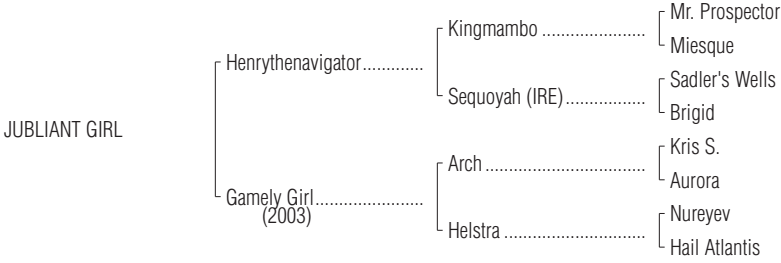 Mr. Prospector
Kingmambo ......................
Miesque
Henrythenavigator.............
Sadler's Wells
Sequoyah (IRE).................
Brigid
JUBLIANT GIRL
Kris S.
Arch ..................................
Aurora
Gamely Girl.......................
(2003)
Nureyev
Helstra ..............................
Hail Atlantis